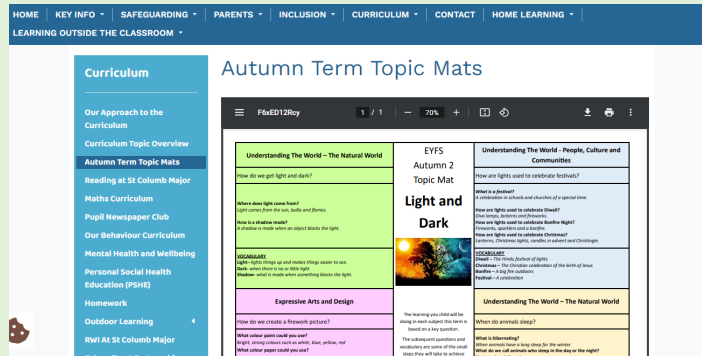 HOME KEY INFO SAFEGUARDING PARENTS INCLUSION CURRICULUM CONTACT HOME LEARNING
LEARNING OUTSIDE THE CLASSROOM
Curriculum
Our Approach to the
Curriculum
Curriculum Topic Overview
Autumn Term Topic Mats
Reading at St Columb Major
Maths Curriculum
Pupil Newspaper Club
Our Behaviour Curriculum
Mental Health and Wellbeing
Personal Social Health
Education (PSHE)
Homework
Outdoor Learning
RWI At St Columb Major
Autumn Term Topic Mats
F6xED12Rcy 1 / 1 70%
Understanding The World – The Natural World
How do we get light and dark?
Where does light come from?
Light comes from the sun, bulbs and flames.
How is a shadow made?
A shadow is made when an object blocks the light.
VOCABULARY
Light– lights things up and makes things easier to see.
Dark- when there is no or little light.
Shadow- what is made when something blocks the light.
Expressive Arts and Design
How do we create a firework picture?
What colour paint could you use?
Bright, strong colours such as white, blue, yellow, red
What colour paper could you use?
EYFS
Autumn 2
Topic Mat
Light and
Dark
The learning your child will be
doing in each subject this term is
based on a key question.
The subsequent questions and
vocabulary are some of the small
steps they will take to achieve
Understanding The World - People, Culture and
Communities
How are lights used to celebrate festivals?
What is a festival?
A celebration in schools and churches of a special time.
How are lights used to celebrate Diwali?
Diva lamps, lanterns and fireworks.
How are lights used to celebrate Bonfire Night?
Fireworks, sparklers and a bonfire.
How are lights used to celebrate Christmas?
Lanterns, Christmas lights, candles in advent and Christingle.
VOCABULARY
Diwali – The Hindu festival of lights
Christmas – The Christian celebration of the birth of Jesus
Bonfire – A big fire outdoors
Festival – A celebration
Understanding The World – The Natural World
When do animals sleep?
What is hibernating?
When animals have a long sleep for the winter.
What do we call animals who sleep in the day or the night?